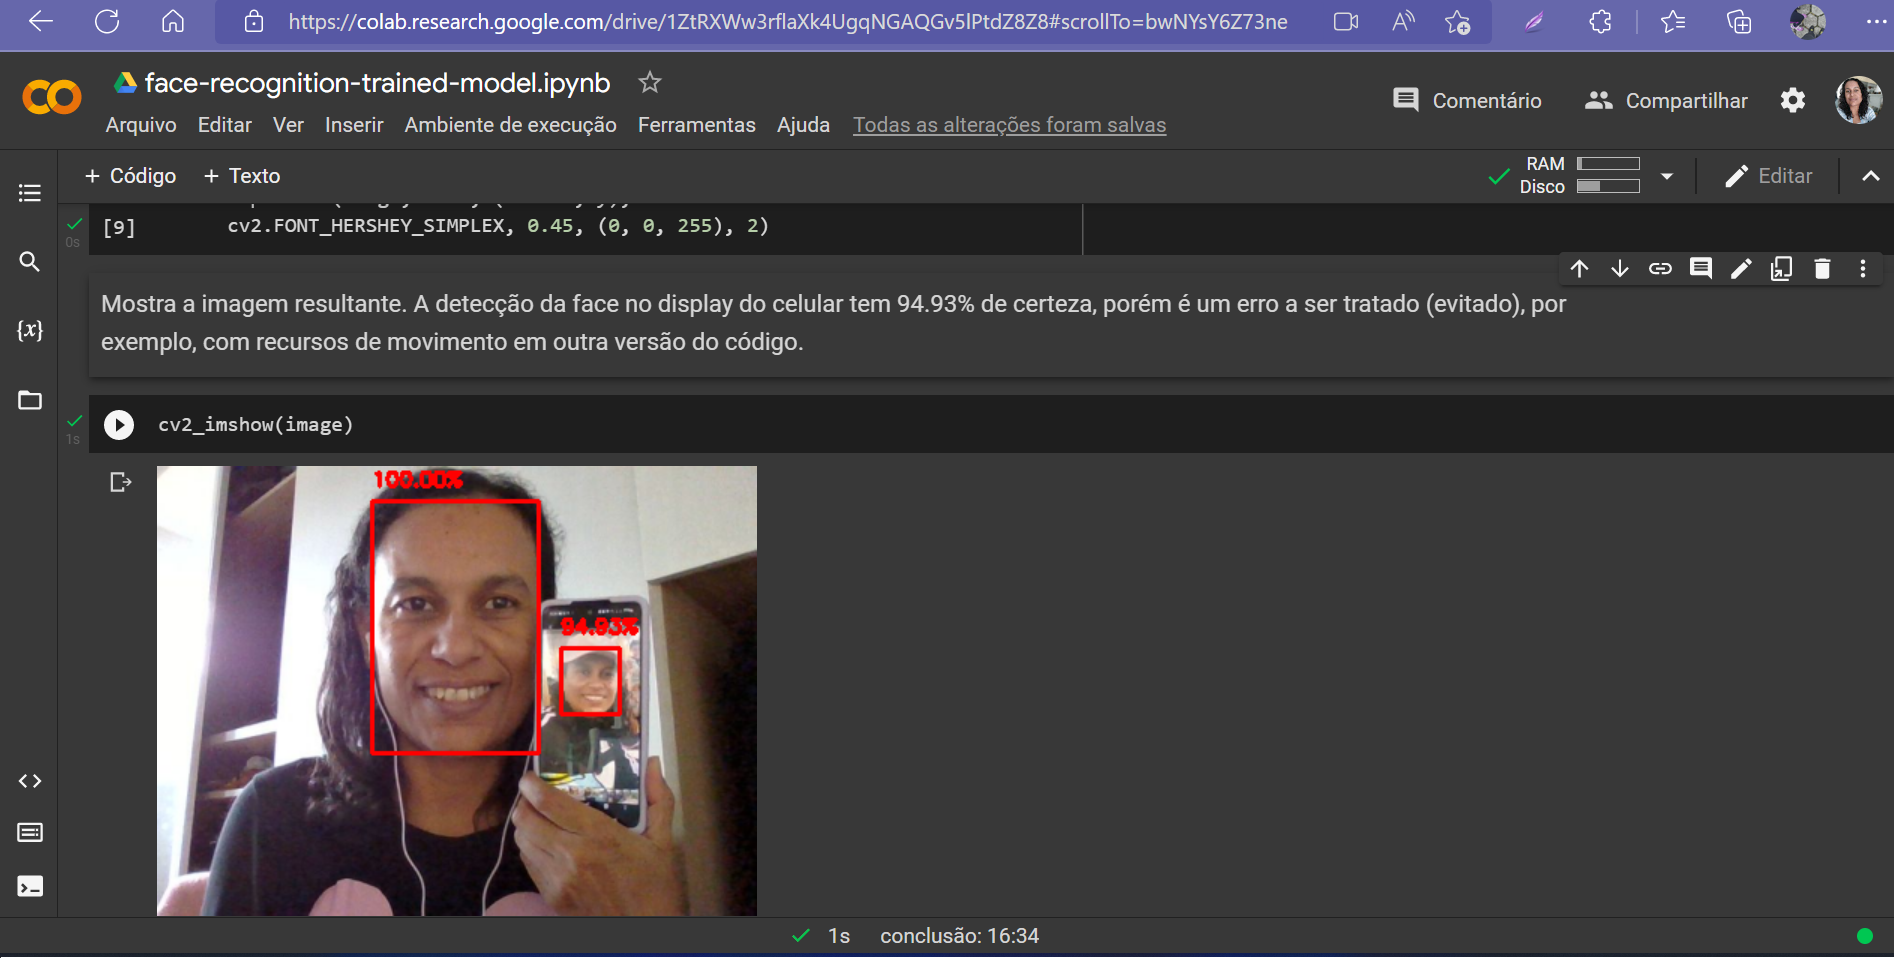 https://colab.research.google.com/drive/1ZtRXWw3rflaXk4UgqNGAQGv5lPtdZ8Z8#scrollTo=bwNYsY6Z73ne
face-recognition-trained-model.ipynb
Comentário
Compartilhar
Arquivo Editar Ver Inserir Ambiente de execução Ferramentas Ajuda Todas as alterações foram salvas
+ Código + Texto
RAM
Disco
Editar
[9] cv2.FONT_HERSHEY_SIMPLEX, 0.45, (0, 0, 255), 2)
0s
Mostra a imagem resultante. A detecção da face no display do celular tem 94.93% de certeza, porém é um erro a ser tratado (evitado), por
exemplo, com recursos de movimento em outra versão do código.
{x}
cv2_imshow(image)
1s
100.00%
94.93%
1s conclusão: 16:34